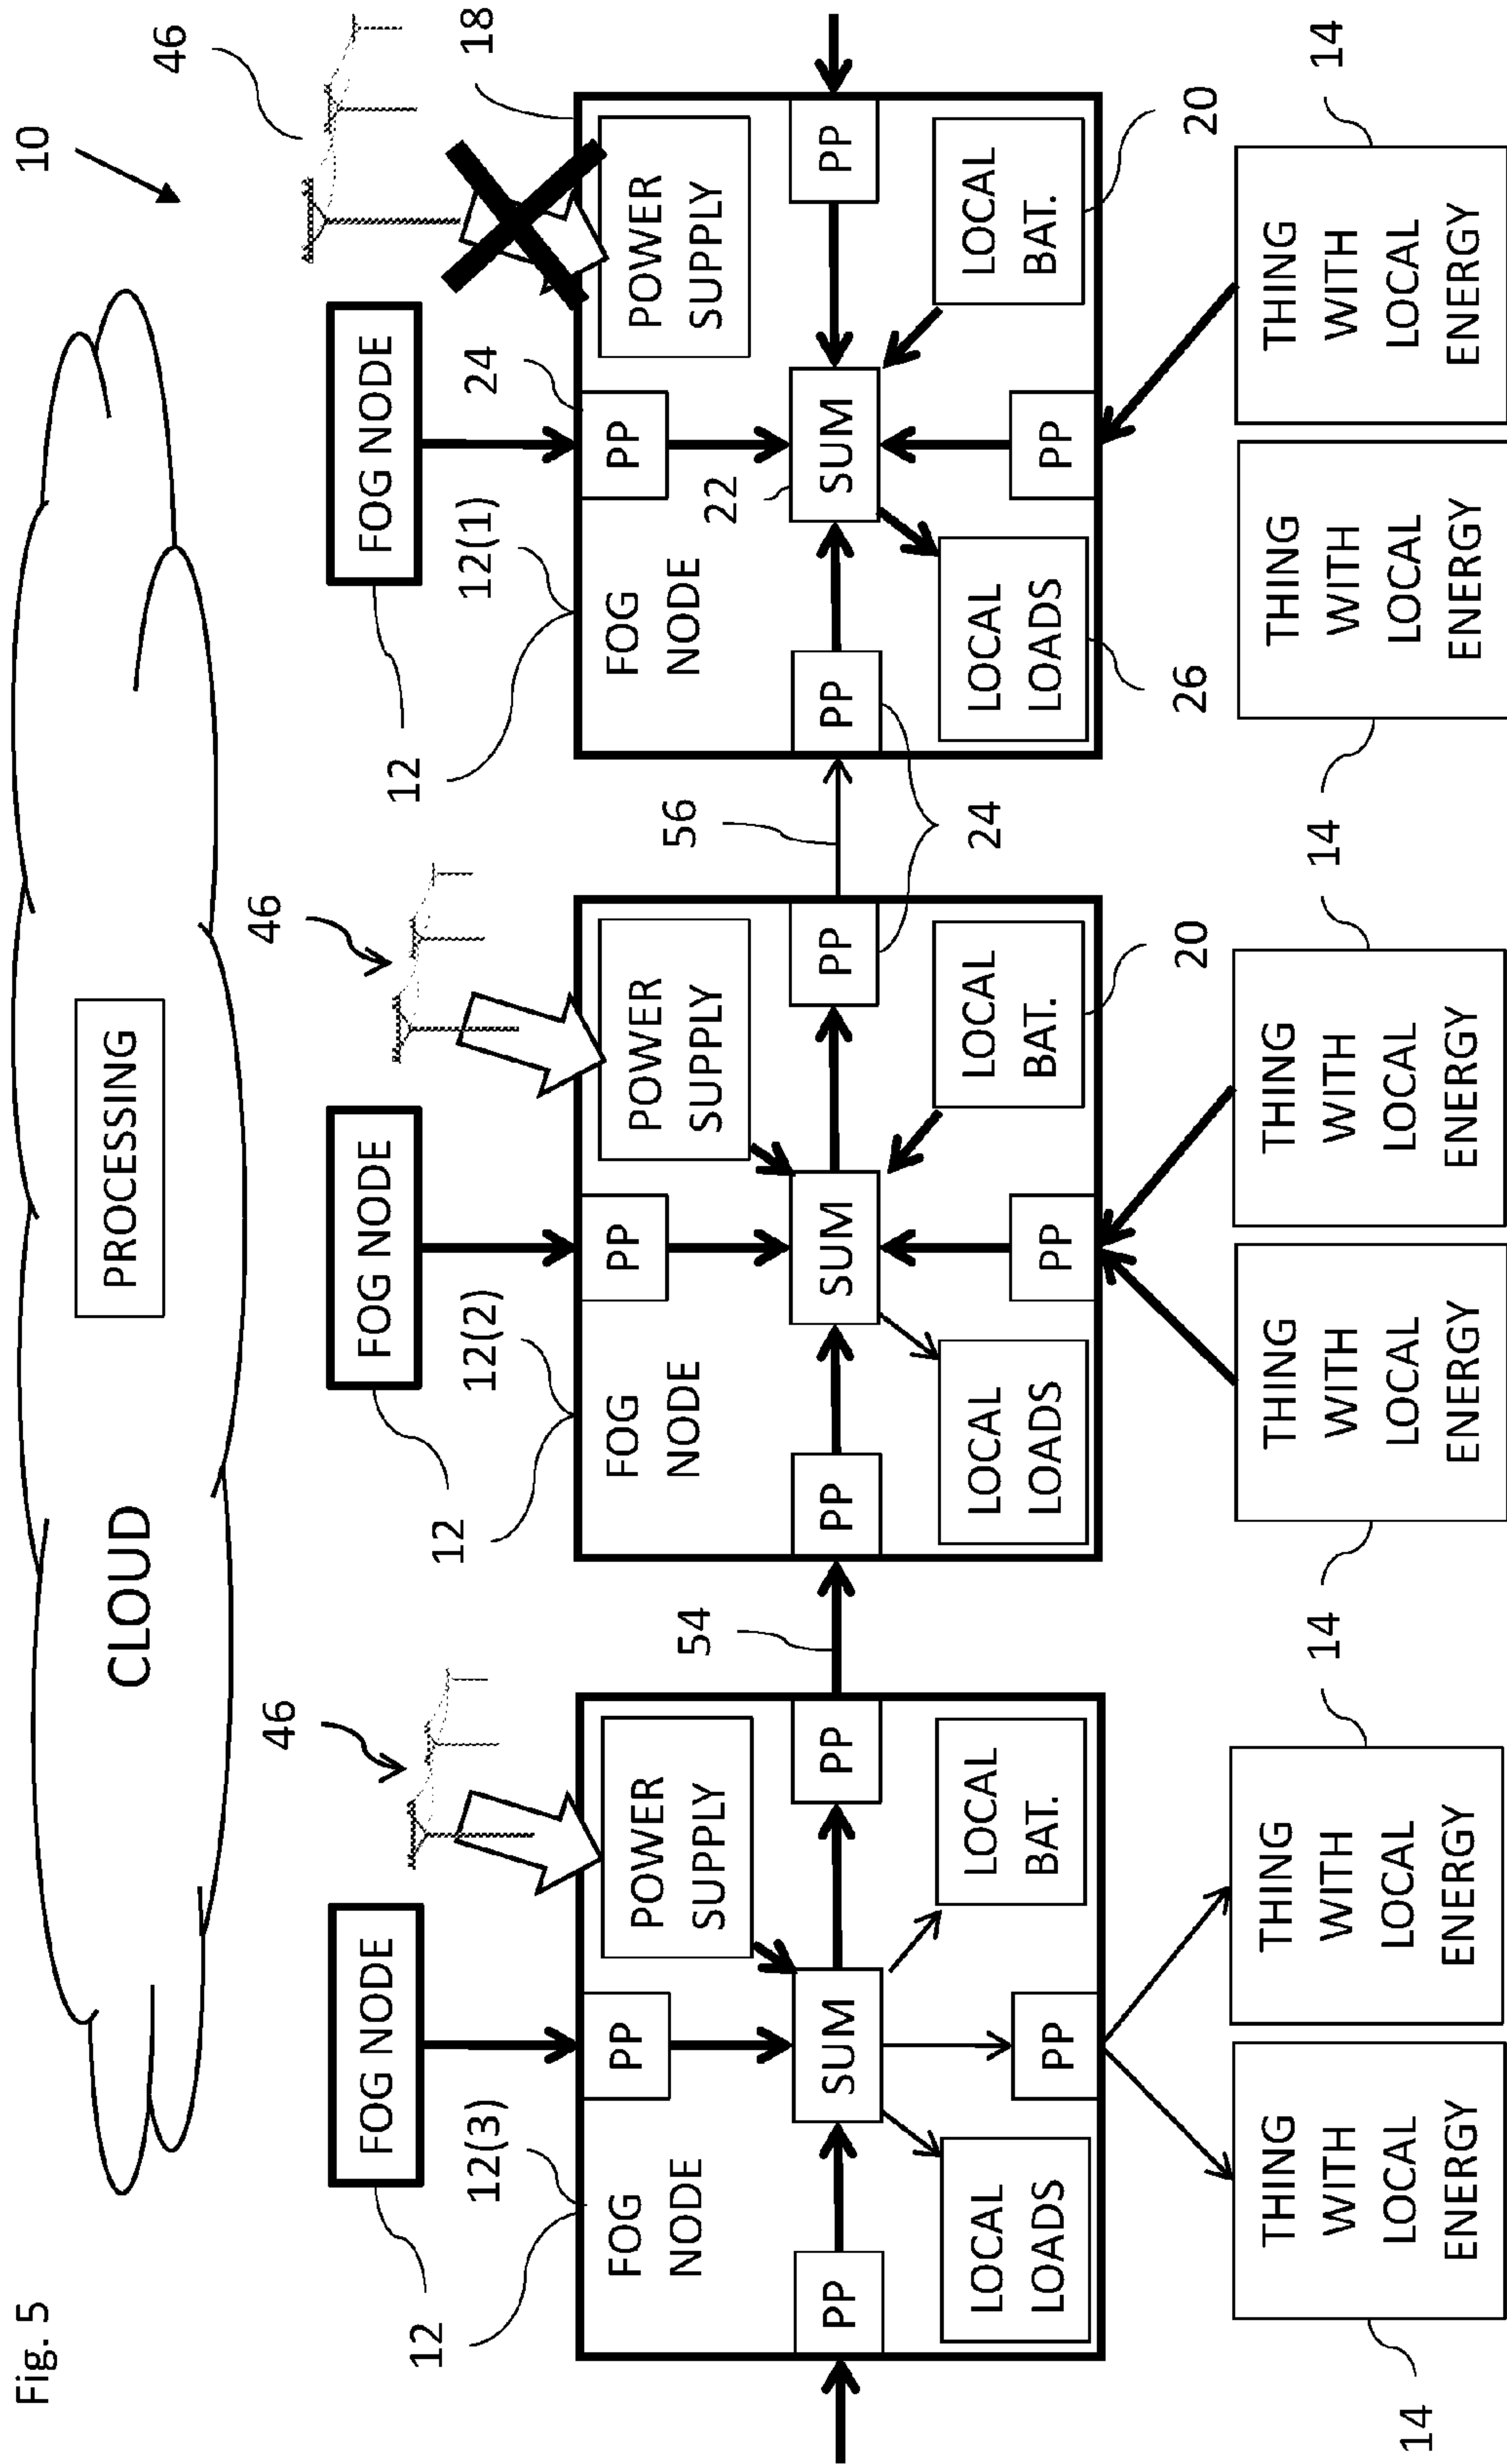 Fig. 5
10
CLOUD
PROCESSING
46
46
46
12
FOG NODE
12
FOG NODE
12
FOG NODE
12(3)
FOG
NODE
PP
POWER
SUPPLY
PP
SUM
PP
LOCAL
LOADS
PP
LOCAL
BAT.
54
12(2)
FOG
NODE
PP
POWER
SUPPLY
PP
SUM
PP
LOCAL
LOADS
PP
LOCAL
BAT.
20
56
24
12(1)
FOG
NODE
24
PP
18
POWER
SUPPLY
22
PP
SUM
PP
LOCAL
LOADS
26
PP
LOCAL
BAT.
20
14
THING
WITH
LOCAL
ENERGY
14
THING
WITH
LOCAL
ENERGY
14
THING
WITH
LOCAL
ENERGY
14
THING
WITH
LOCAL
ENERGY
14
THING
WITH
LOCAL
ENERGY
14
THING
WITH
LOCAL
ENERGY